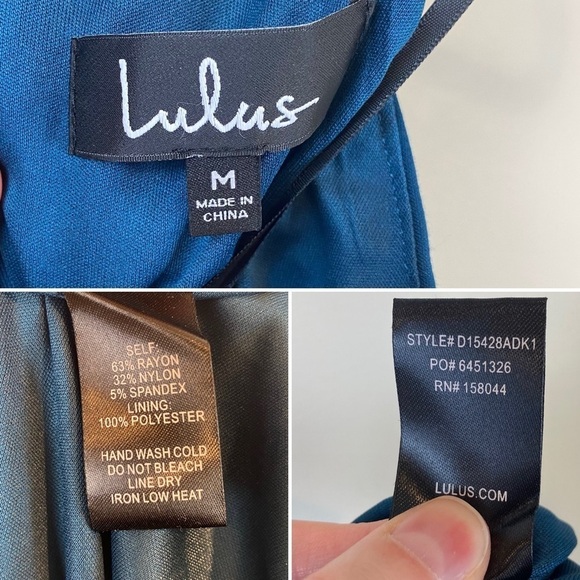 Lulus
M
MADE IN
CHINA
SELF:
63% RAYON
32% NYLON
5% SPANDEX
LINING:
100% POLYESTER
HAND WASH COLD
DO NOT BLEACH
LINE DRY
IRON LOW HEAT
STYLE# D15428ADK1
PO# 6451326
RN# 158044
LULUS.COM